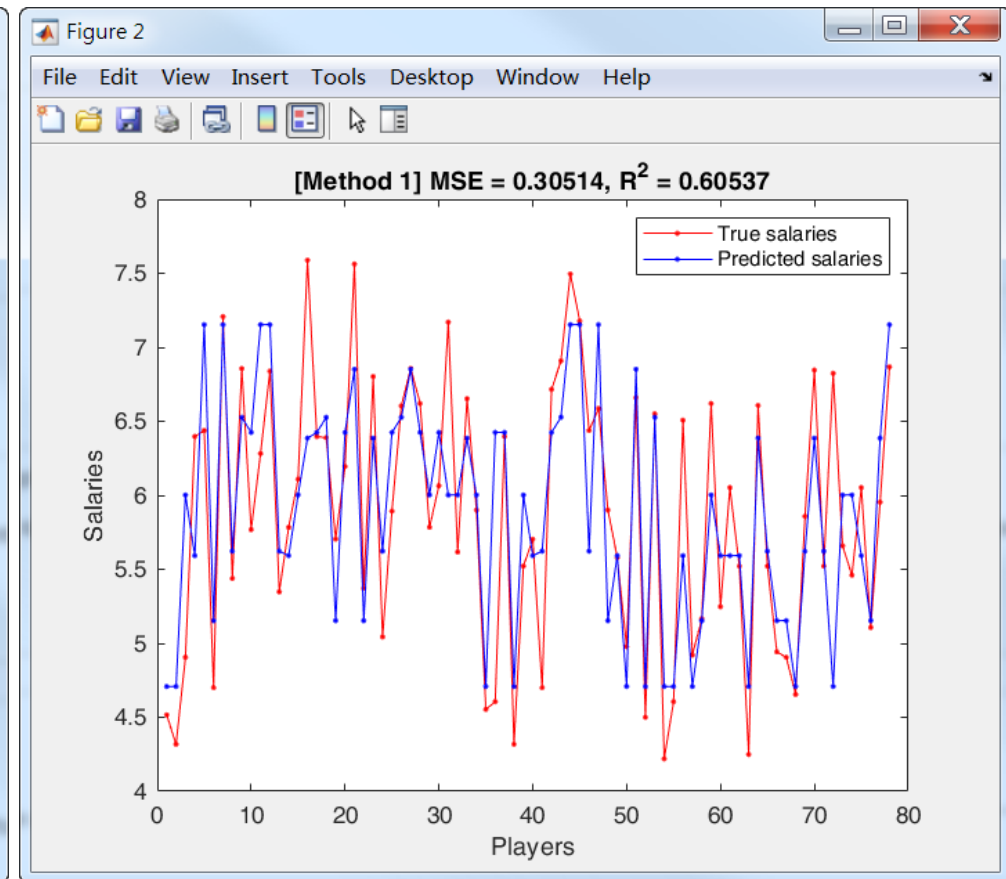 Figure 2
File Edit View Insert Tools Desktop Window Help
[Method 1] MSE = 0.30514, R² = 0.60537
True salaries
Predicted salaries
8
7.5
7
6.5
6
5.5
5
4.5
4
Salaries
0 10 20 30 40 50 60 70 80
Players